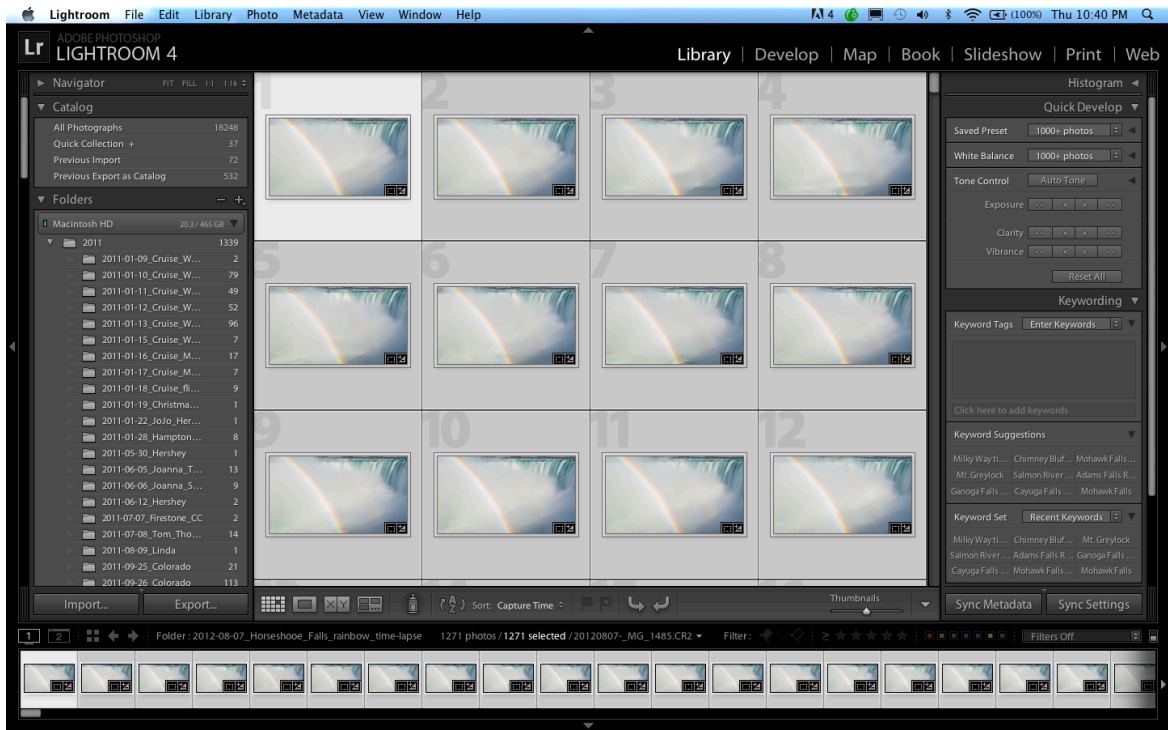 Lightroom File Edit Library Photo Metadata View Window Help 4 (100%) Thu 10:40 PM
Lr ADOBE PHOTOSHOP
LIGHTROOM 4
Library | Develop | Map | Book | Slideshow | Print | Web
Navigator FIT FILL 1:1 1:16
Catalog
All Photographs 18248
Quick Collection + 37
Previous Import 72
Previous Export as Catalog 532
Folders
Macintosh HD 20.3 / 465 GB
2011 1339
2011-01-09_Cruise_W... 2
2011-01-10_Cruise_W... 79
2011-01-11_Cruise_W... 49
2011-01-12_Cruise_W... 52
2011-01-13_Cruise_W... 96
2011-01-15_Cruise_W... 7
2011-01-16_Cruise_M... 17
2011-01-17_Cruise_M... 7
2011-01-18_Cruise_fli... 9
2011-01-19_Christma... 1
2011-01-22_JoJo_Her... 1
2011-01-28_Hampton... 8
2011-05-30_Hershey 1
2011-06-05_Joanna_T... 13
2011-06-06_Joanna_S... 9
2011-06-12_Hershey 2
2011-07-07_Firestone_CC 2
2011-07-08_Tom_Tho... 14
2011-08-09_Linda 1
2011-09-25_Colorado 21
2011-09-26_Colorado 113
Import... Export...
1 2 3 4
5 6 7 8
9 10 11 12
Sort: Capture Time
Thumbnails
Histogram
Quick Develop
Saved Preset 1000+ photos
White Balance 1000+ photos
Tone Control Auto Tone
Exposure
Clarity
Vibrance
Reset All
Keywording
Keyword Tags Enter Keywords
Click here to add keywords
Keyword Suggestions
Milky Way ti... Chimney Bluf... Mohawk Falls...
Mt. Greylock Salmon River ... Adams Falls R...
Ganoga Falls ... Cayuga Falls ... Mohawk Falls
Keyword Set Recent Keywords
Milky Way ti... Chimney Bluf... Mt. Greylock
Salmon River ... Adams Falls R... Ganoga Falls ...
Cayuga Falls ... Mohawk Falls... Mohawk Falls
Sync Metadata Sync Settings
1 2 Folder : 2012-08-07_Horseshooe_Falls_rainbow_time-lapse 1271 photos / 1271 selected / 20120807-_MG_1485.CR2 Filter : Filters Off